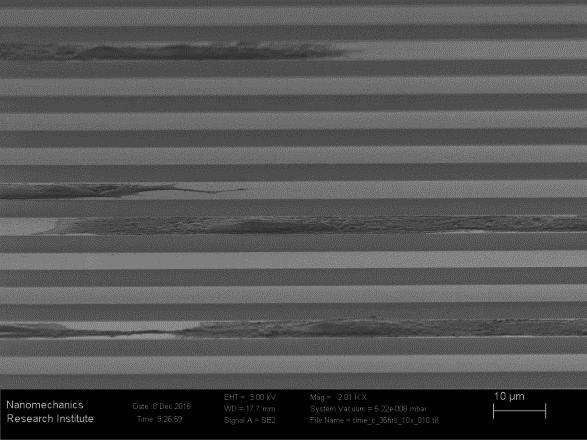 Nanomechanics
Research Institute
Date :8 Dec 2016
Time :9:26:59
EHT = 3.00 kV
WD = 17.7 mm
Signal A = SE2
Mag = 2.01 K X
System Vacuum = 5.22e-006 mbar
File Name = time_c_36hrs_10x_010.tif
10 µm